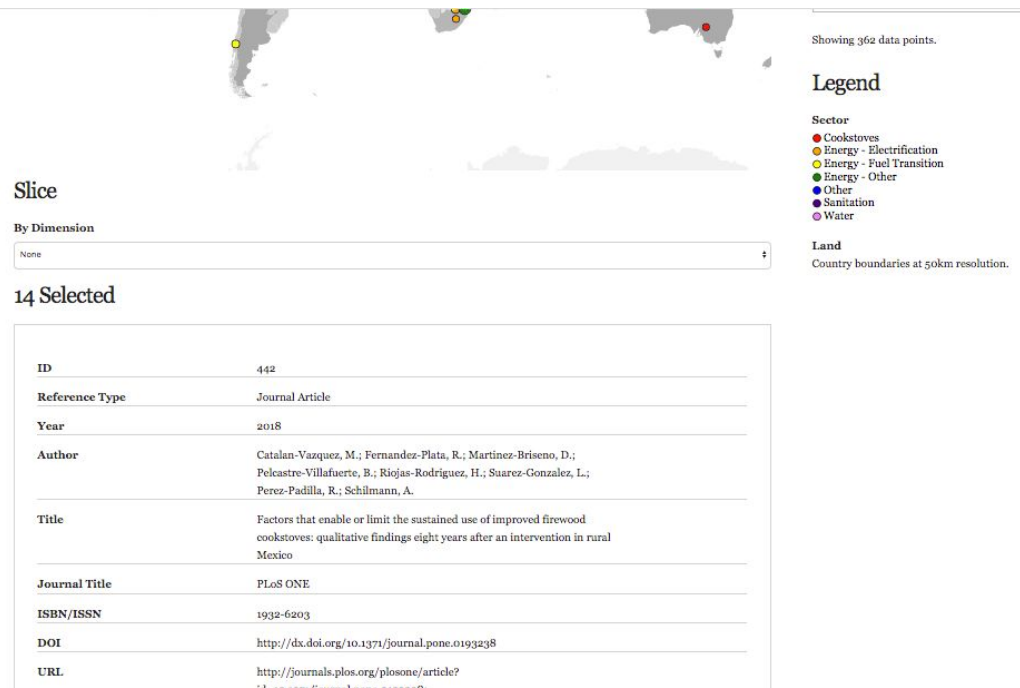 Showing 362 data points.
Legend
Sector
Cookstoves
Energy - Electrification
Energy - Fuel Transition
Energy - Other
Other
Sanitation
Water
Land
Country boundaries at 50km resolution.
Slice
By Dimension
None
14 Selected
ID 442
Reference Type Journal Article
Year 2018
Author Catalan-Vazquez, M.; Fernandez-Plata, R.; Martinez-Briseno, D.;
Pelcastre-Villafuerte, B.; Riojas-Rodriguez, H.; Suarez-Gonzalez, L.;
Perez-Padilla, R.; Schilmann, A.
Title Factors that enable or limit the sustained use of improved firewood
cookstoves: qualitative findings eight years after an intervention in rural
Mexico
Journal Title PLoS ONE
ISBN/ISSN 1932-6203
DOI http://dx.doi.org/10.1371/journal.pone.0193238
URL http://journals.plos.org/plosone/article?